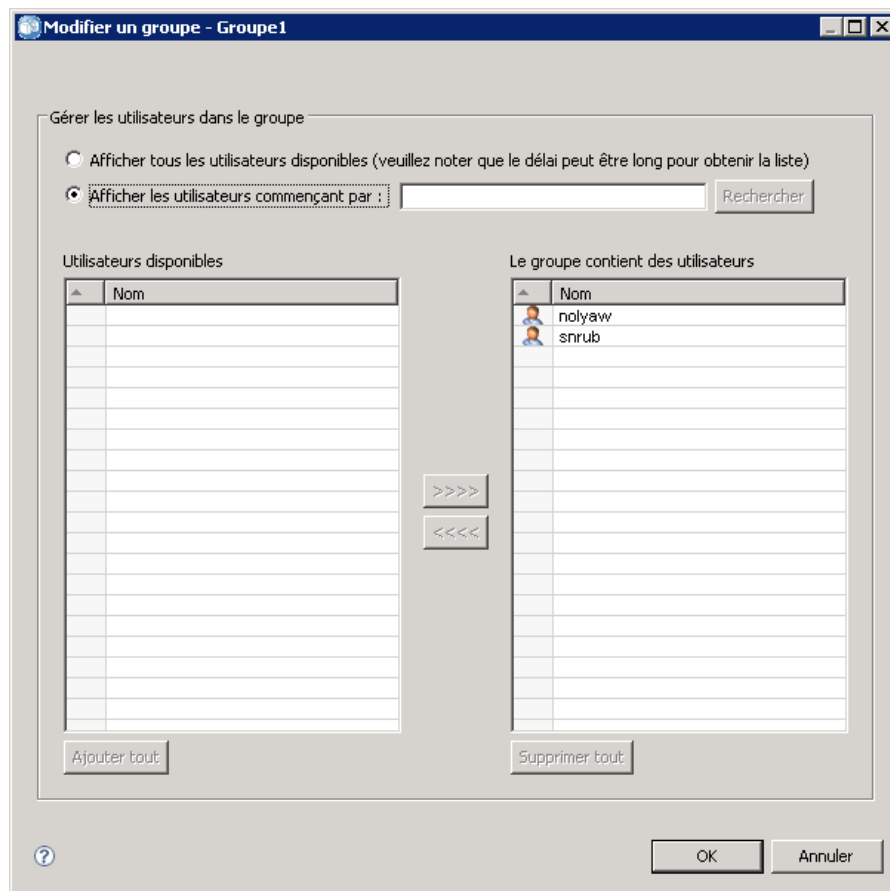 Modifier un groupe - Groupe1
Gérer les utilisateurs dans le groupe
Afficher tous les utilisateurs disponibles (veuillez noter que le délai peut être long pour obtenir la liste)
Afficher les utilisateurs commençant par : Rechercher
Utilisateurs disponibles
Le groupe contient des utilisateurs
Nom
Nom
nolyaw
snrub
>>>>
<<<<
Ajouter tout
Supprimer tout
?
OK
Annuler